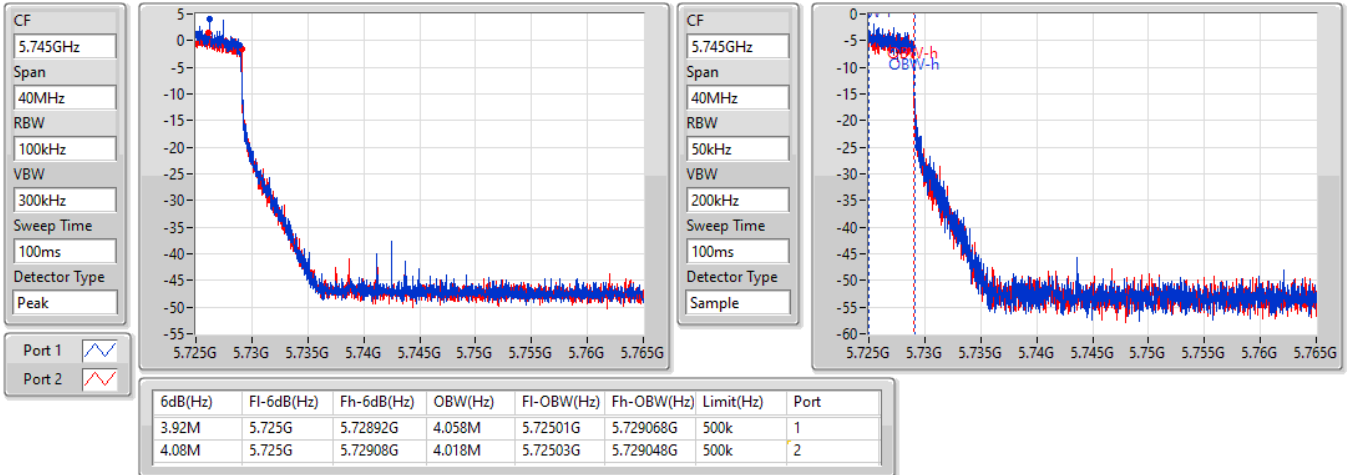 CF
5.745GHz
Span
40MHz
RBW
100kHz
VBW
300kHz
Sweep Time
100ms
Detector Type
Peak
5
0
-5
-10
-15
-20
-25
-30
-35
-40
-45
-50
-55
5.725G 5.73G 5.735G 5.74G 5.745G 5.75G 5.755G 5.76G 5.765G
Port 1
Port 2
CF
5.745GHz
Span
40MHz
RBW
50kHz
VBW
200kHz
Sweep Time
100ms
Detector Type
Sample
0
-5
-10
-15
-20
-25
-30
-35
-40
-45
-50
-55
-60
OBW-h
OBW-h
5.725G 5.73G 5.735G 5.74G 5.745G 5.75G 5.755G 5.76G 5.765G
6dB(Hz) Fl-6dB(Hz) Fh-6dB(Hz) OBW(Hz) Fl-OBW(Hz) Fh-OBW(Hz) Limit(Hz) Port
3.92M 5.725G 5.72892G 4.058M 5.72501G 5.729068G 500k 1
4.08M 5.725G 5.72908G 4.018M 5.72503G 5.729048G 500k 2